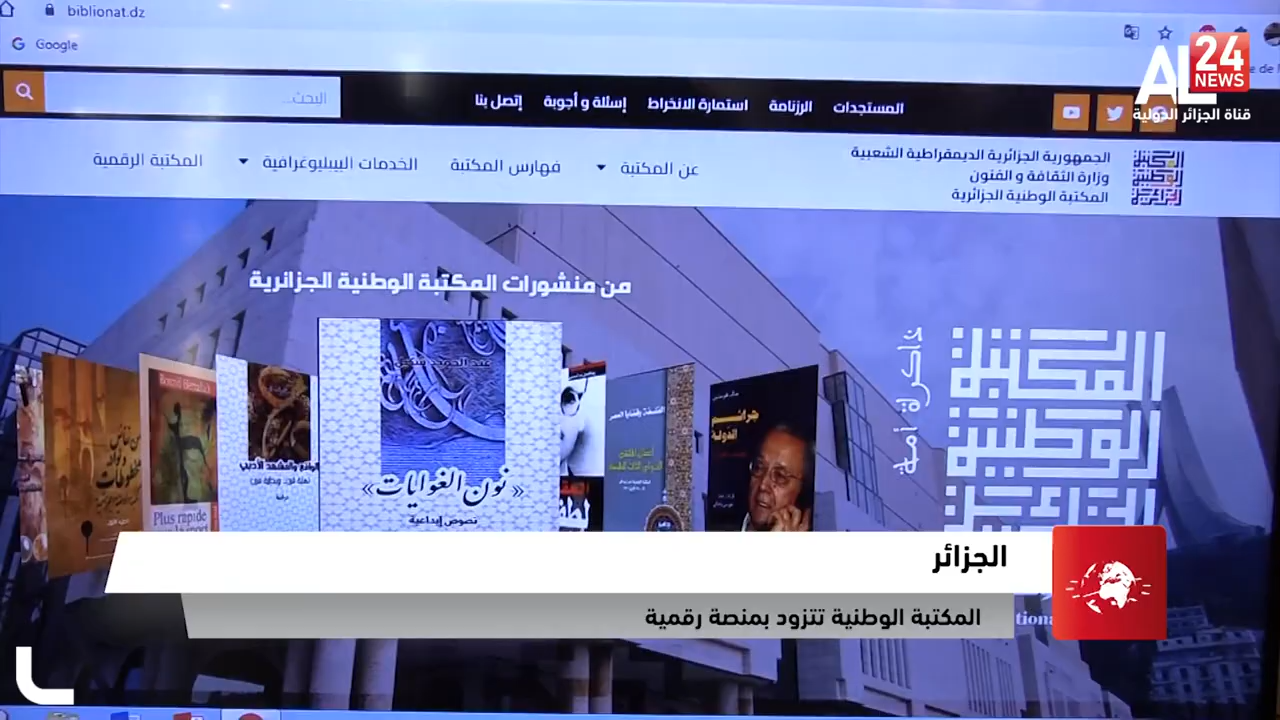 biblionat.dz
Google
AL
24
NEWS
قناة الجزائر الدولية
المستجدات
الرزنامة
استمارة الانخراط
إسئلة و أجوبة
إتصل بنا
البحث...
الجمهورية الجزائرية الديمقراطية الشعبية
وزارة الثقافة و الفنون
المكتبة الوطنية الجزائرية
عن المكتبة
فهارس المكتبة
الخدمات البيبليوغرافية
المكتبة الرقمية
من منشورات المكتبة الوطنية الجزائرية
ذاكرة أمة
المكتبة
الوطنية
«نون الغوايات»
نصوص إبداعية
جرائم
الدولة
Plus rapide
الجزائر
المكتبة الوطنية تتزود بمنصة رقمية